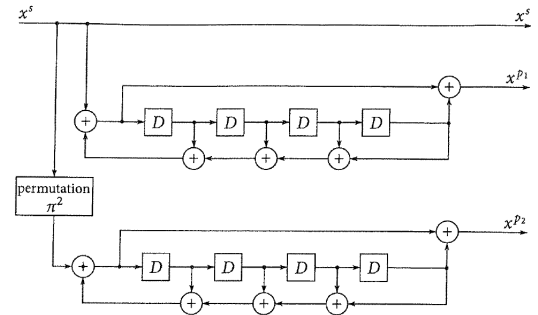 x^s x^s
x^{p_1}
+ +
D D D D
+ + +
permutation
π^2
x^{p_2}
+ +
D D D D
+ + +